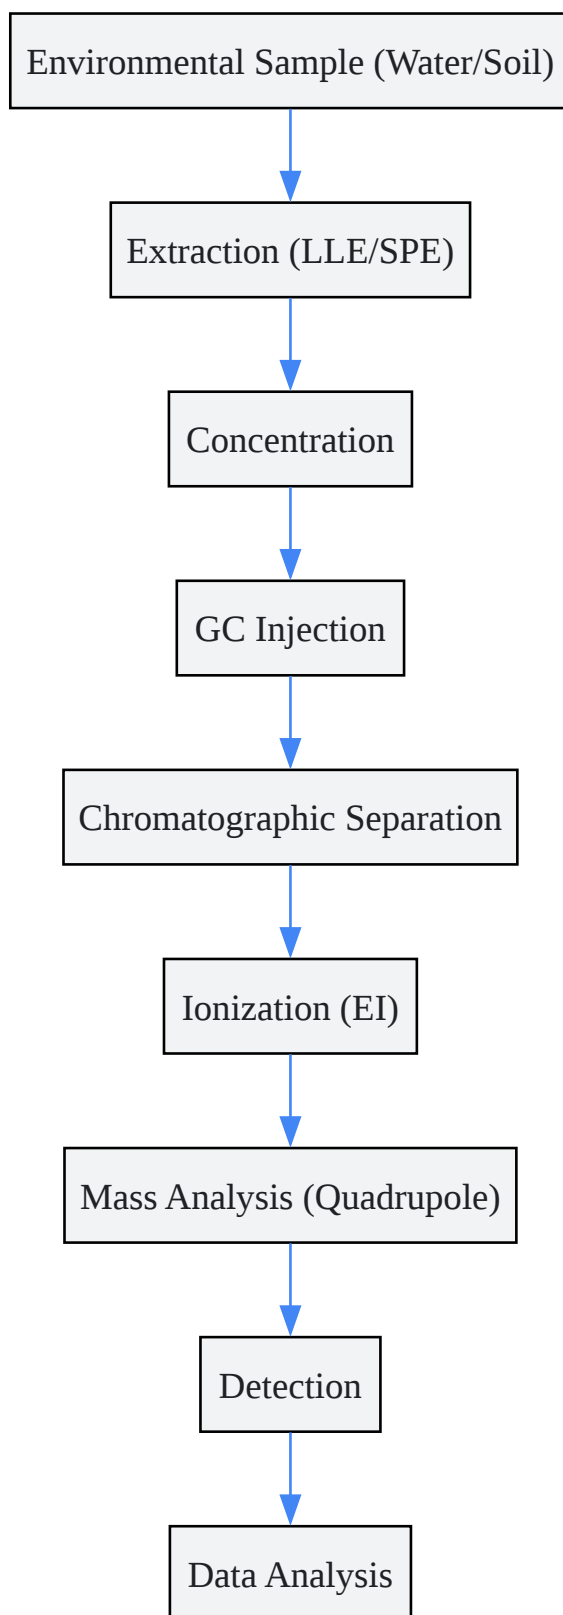 Environmental Sample (Water/Soil)
Extraction (LLE/SPE)
Concentration
GC Injection
Chromatographic Separation
Ionization (EI)
Mass Analysis (Quadrupole)
Detection
Data Analysis